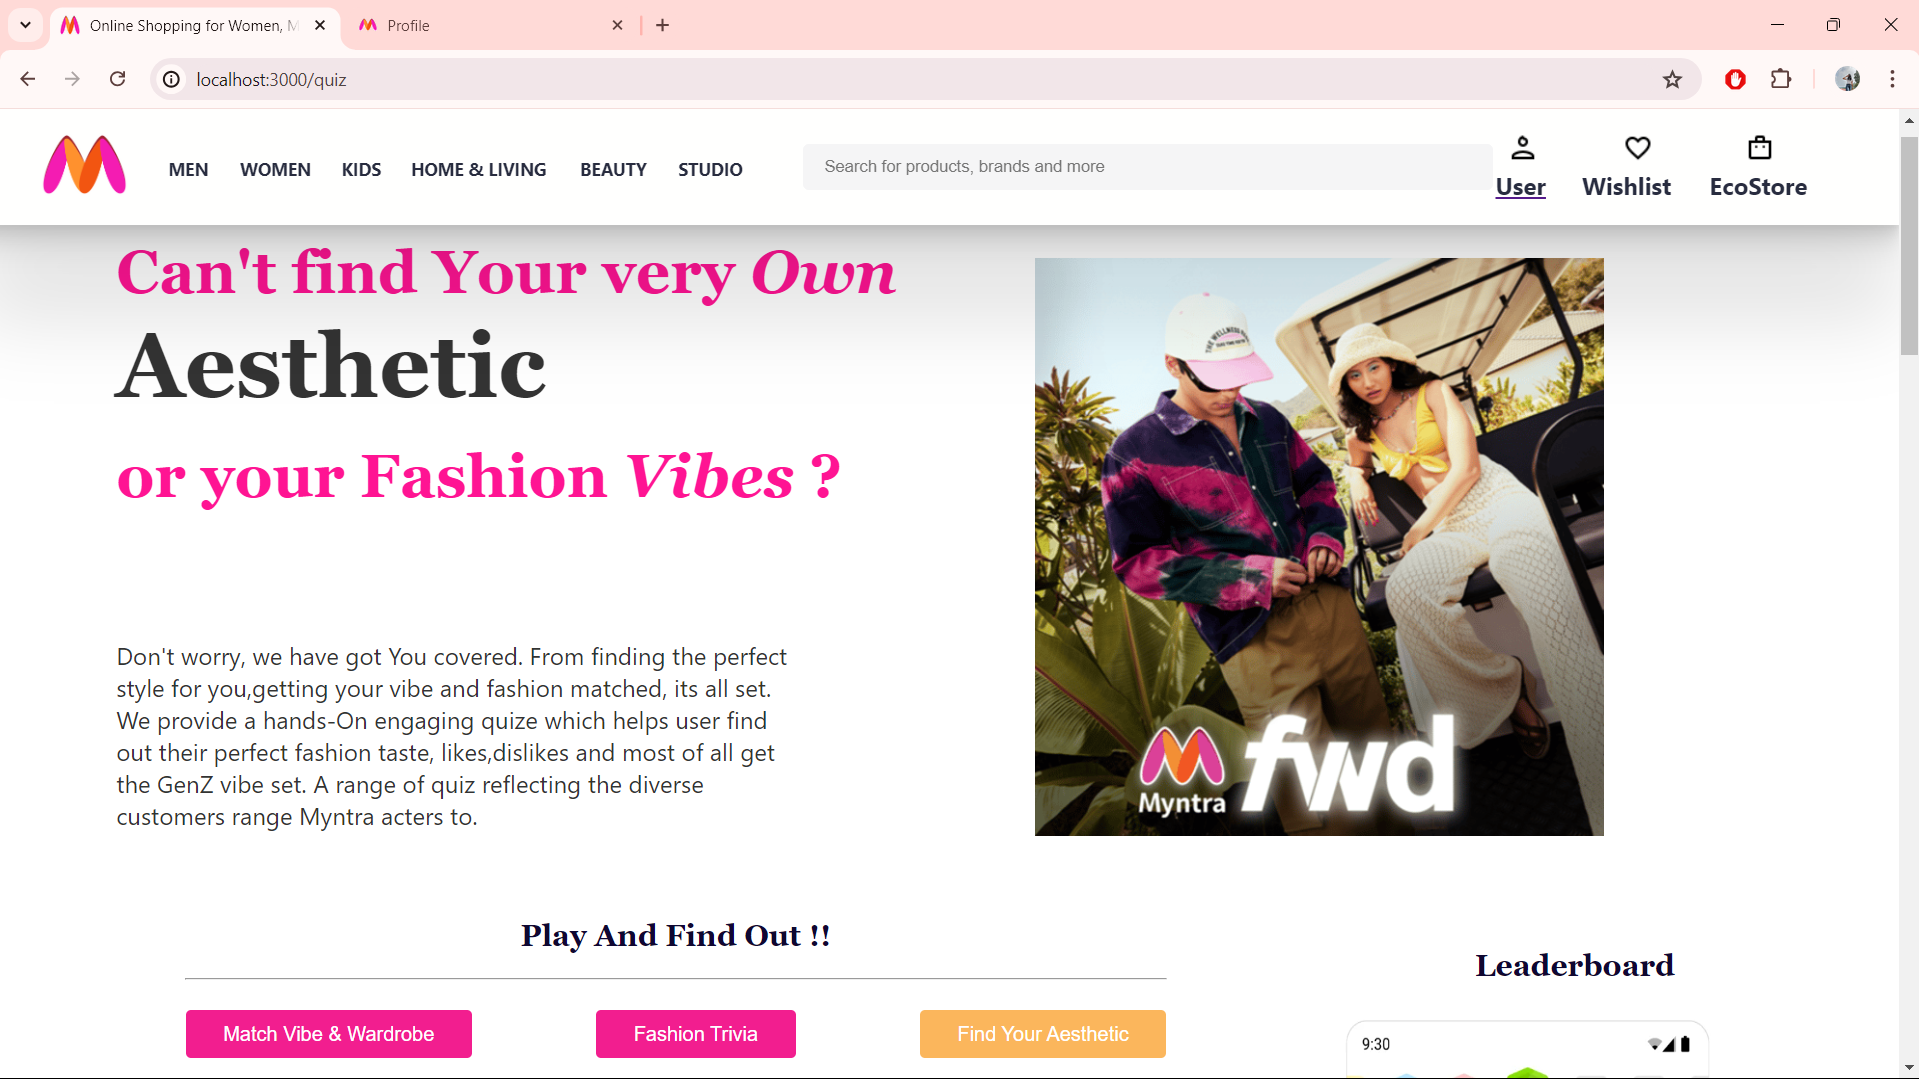 Online Shopping for Women, M
Profile
localhost:3000/quiz
MEN WOMEN KIDS HOME & LIVING BEAUTY STUDIO
Search for products, brands and more
User Wishlist EcoStore
Can't find Your very Own
Aesthetic
or your Fashion Vibes ?
THE WELLNESS
Don't worry, we have got You covered. From finding the perfect
style for you,getting your vibe and fashion matched, its all set.
We provide a hands-On engaging quize which helps user find
out their perfect fashion taste, likes,dislikes and most of all get
the GenZ vibe set. A range of quiz reflecting the diverse
customers range Myntra acters to.
Myntra fwd
Play And Find Out !!
Match Vibe & Wardrobe
Fashion Trivia
Find Your Aesthetic
Leaderboard
9:30